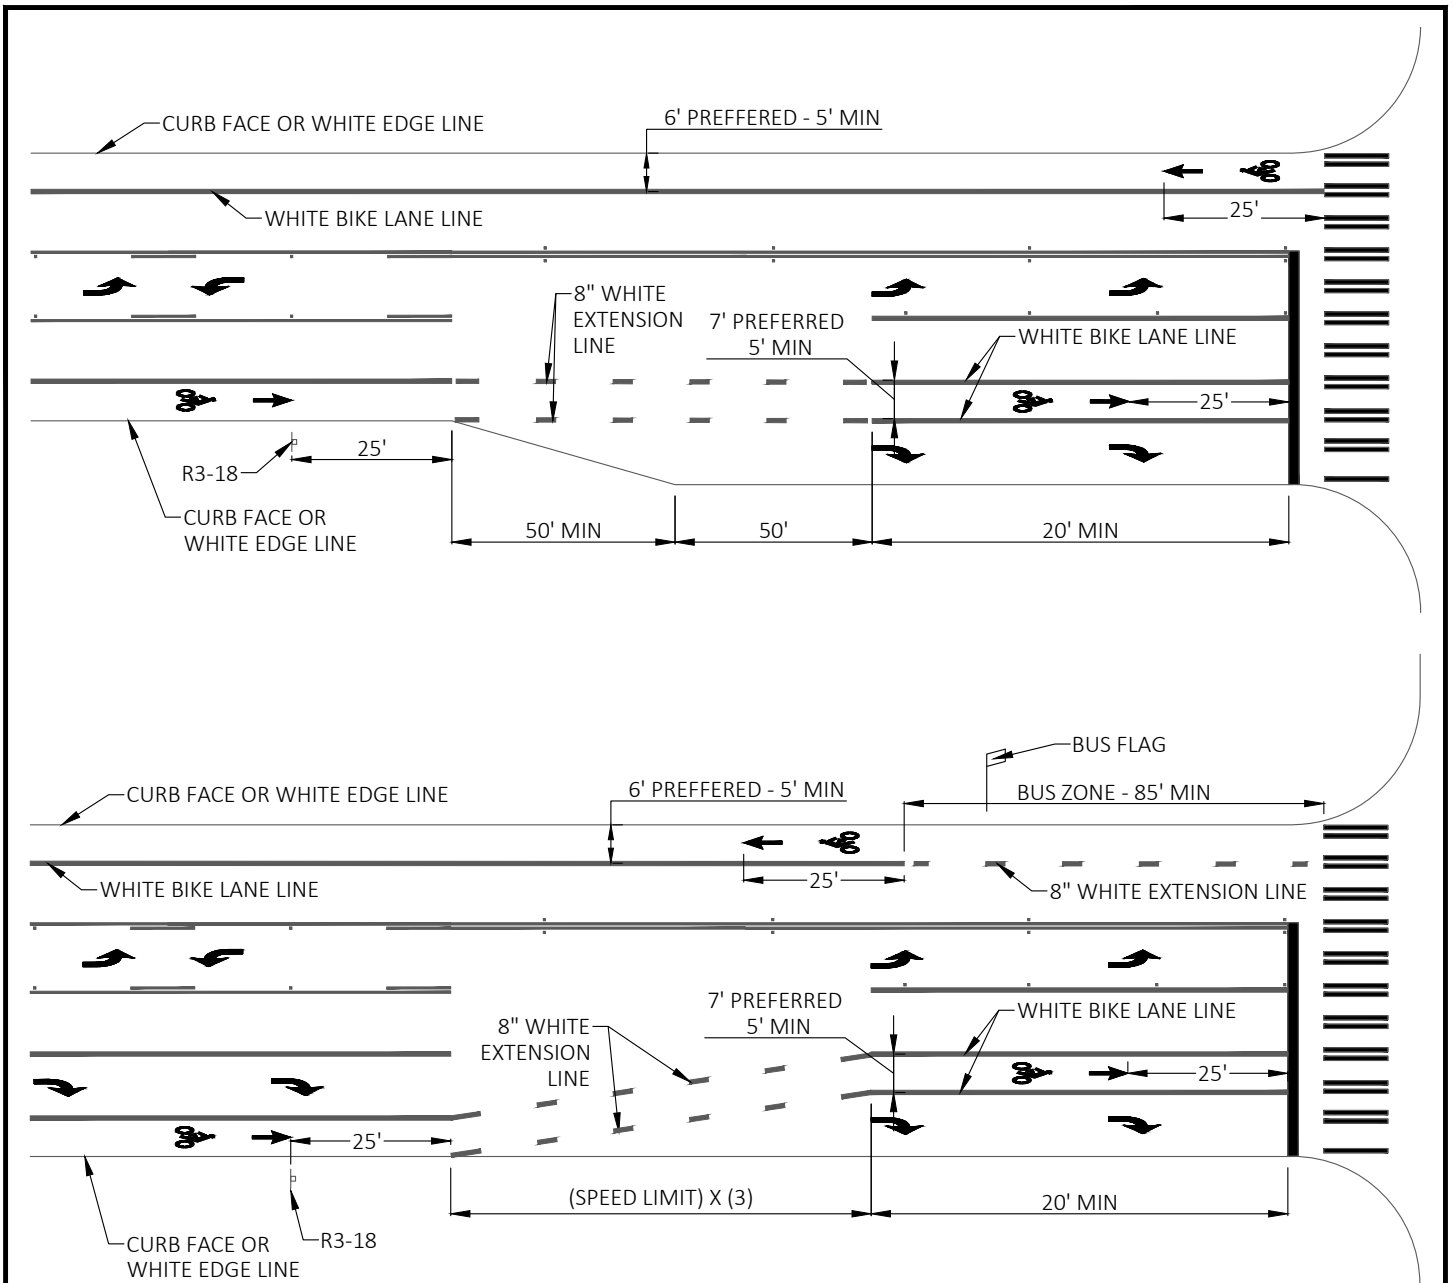 CURB FACE OR WHITE EDGE LINE
6' PREFFERED - 5' MIN
WHITE BIKE LANE LINE
25'
8" WHITE
EXTENSION
LINE
7' PREFERRED
5' MIN
WHITE BIKE LANE LINE
25'
25'
R3-18
CURB FACE OR
WHITE EDGE LINE
50' MIN
50'
20' MIN
BUS FLAG
CURB FACE OR WHITE EDGE LINE
6' PREFFERED - 5' MIN
BUS ZONE - 85' MIN
WHITE BIKE LANE LINE
25'
8" WHITE EXTENSION LINE
8" WHITE
EXTENSION
LINE
7' PREFERRED
5' MIN
WHITE BIKE LANE LINE
25'
25'
(SPEED LIMIT) X (3)
20' MIN
R3-18
CURB FACE OR
WHITE EDGE LINE